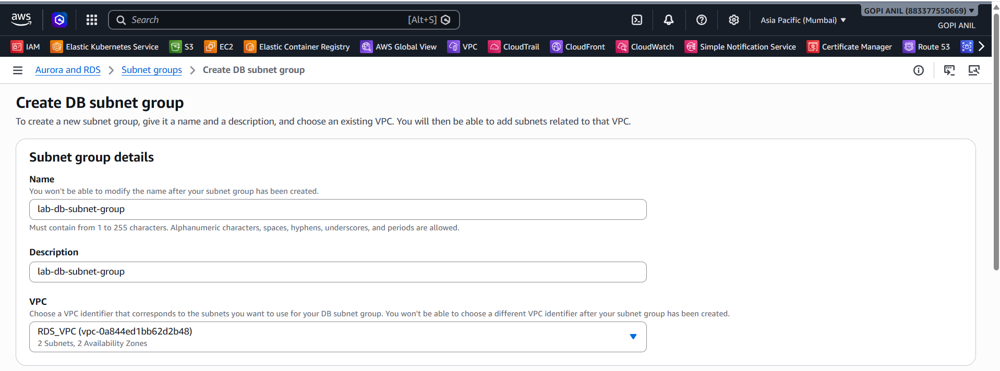 aws
Search [Alt+S]
Asia Pacific (Mumbai)
GOPI ANIL (883377550669)
GOPI ANIL
IAM Elastic Kubernetes Service S3 EC2 Elastic Container Registry AWS Global View VPC CloudTrail CloudFront CloudWatch Simple Notification Service Certificate Manager Route 53
Aurora and RDS Subnet groups Create DB subnet group
Create DB subnet group
To create a new subnet group, give it a name and a description, and choose an existing VPC. You will then be able to add subnets related to that VPC.
Subnet group details
Name
You won't be able to modify the name after your subnet group has been created.
lab-db-subnet-group
Must contain from 1 to 255 characters. Alphanumeric characters, spaces, hyphens, underscores, and periods are allowed.
Description
lab-db-subnet-group
VPC
Choose a VPC identifier that corresponds to the subnets you want to use for your DB subnet group. You won't be able to choose a different VPC identifier after your subnet group has been created.
RDS_VPC (vpc-0a844ed1bb62d2b48)
2 Subnets, 2 Availability Zones